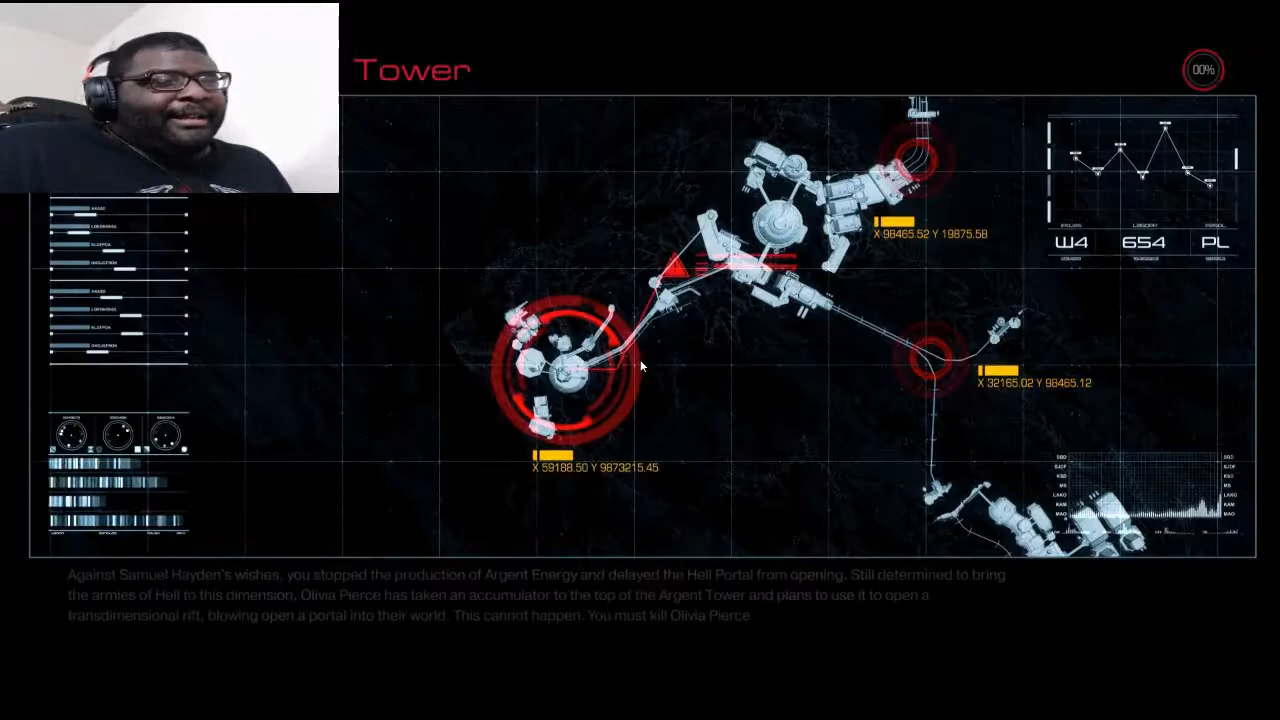 Tower
00%
X 98465.52 Y 19875.58
W4 654 PL
X 32165.02 Y 98465.12
X 59188.50 Y 9873215.45
Against Samuel Hayden's wishes, you stopped the production of Argent Energy and delayed the Hell Portal from opening. Still determined to bring
the armies of Hell to this dimension, Olivia Pierce has taken an accumulator to the top of the Argent Tower and plans to use it to open a
transdimensional rift, blowing open a portal into their world. This cannot happen. You must kill Olivia Pierce